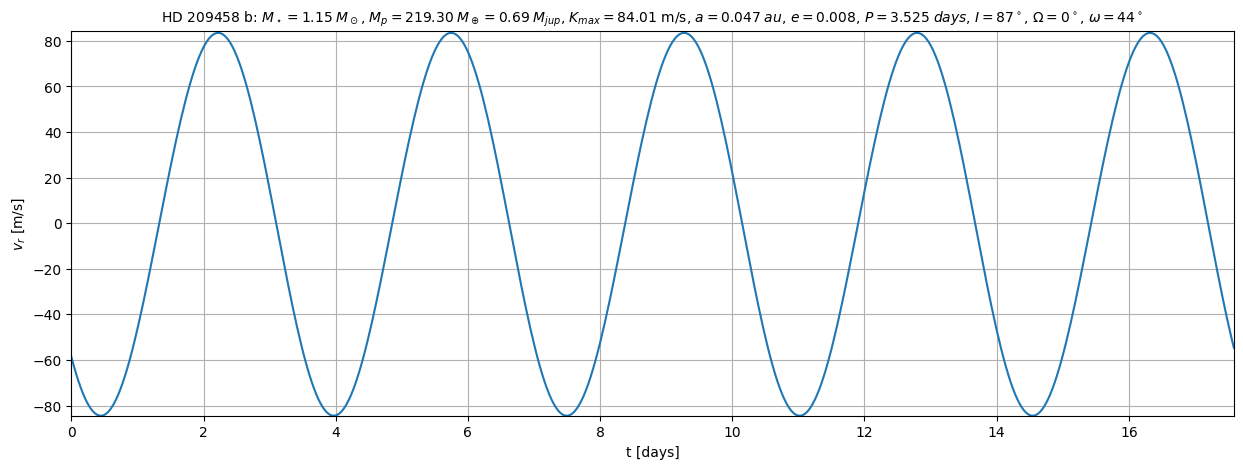 HD 209458 b: M⋆ = 1.15 M⊙, Mp = 219.30 M⊕ = 0.69 Mjup, Kmax = 84.01 m/s, a = 0.047 au, e = 0.008, P = 3.525 days, I = 87°, Ω = 0°, ω = 44°
80
60
40
20
0
−20
−40
−60
−80
vr [m/s]
0 2 4 6 8 10 12 14 16
t [days]